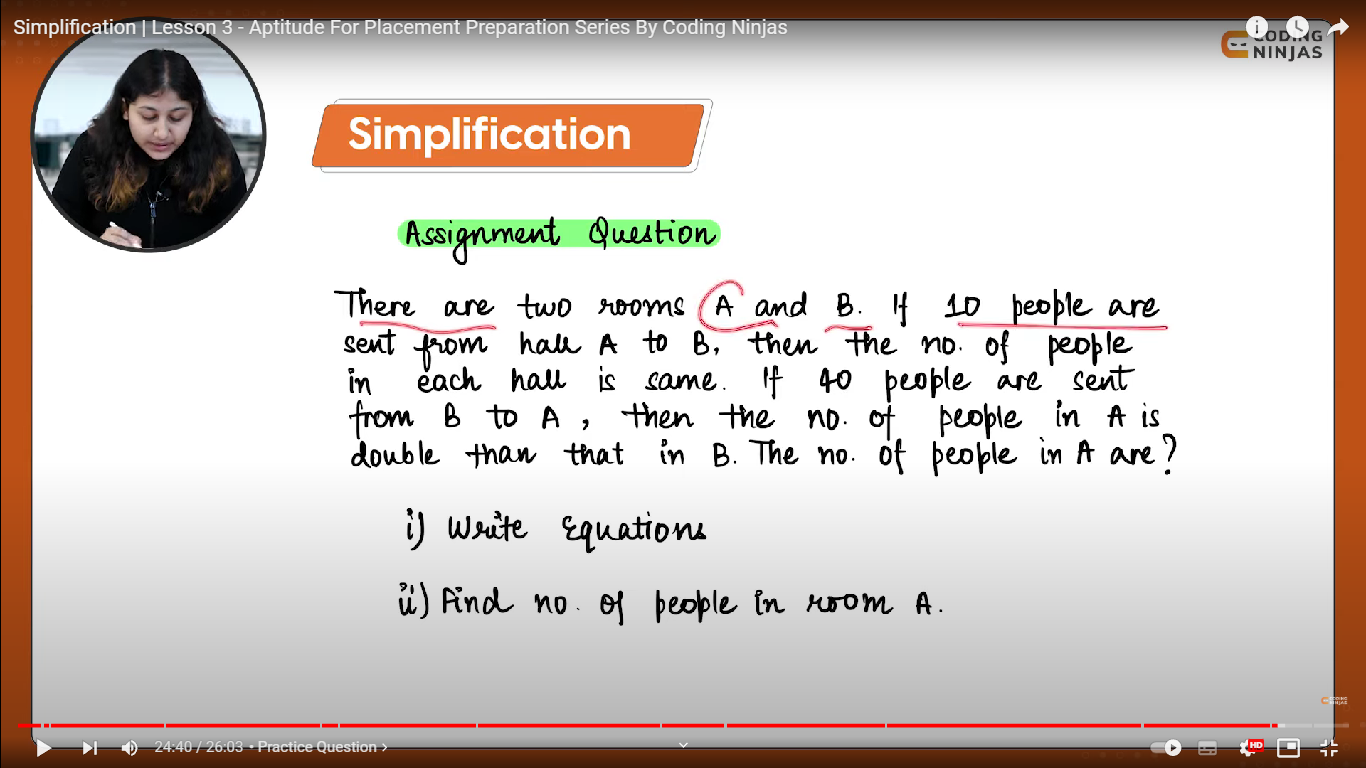 Simplification | Lesson 3 - Aptitude For Placement Preparation Series By Coding Ninjas
CODING
NINJAS
Simplification
Assignment Question
There are two rooms A and B. If 10 people are
sent from hall A to B, then the no. of people
in each hall is same. If 40 people are sent
from B to A, then the no. of people in A is
double than that in B. The no. of people in A are?
i) Write Equations
ii) Find no. of people in room A.
CODING
NINJAS
24:40 / 26:03 • Practice Question
HD